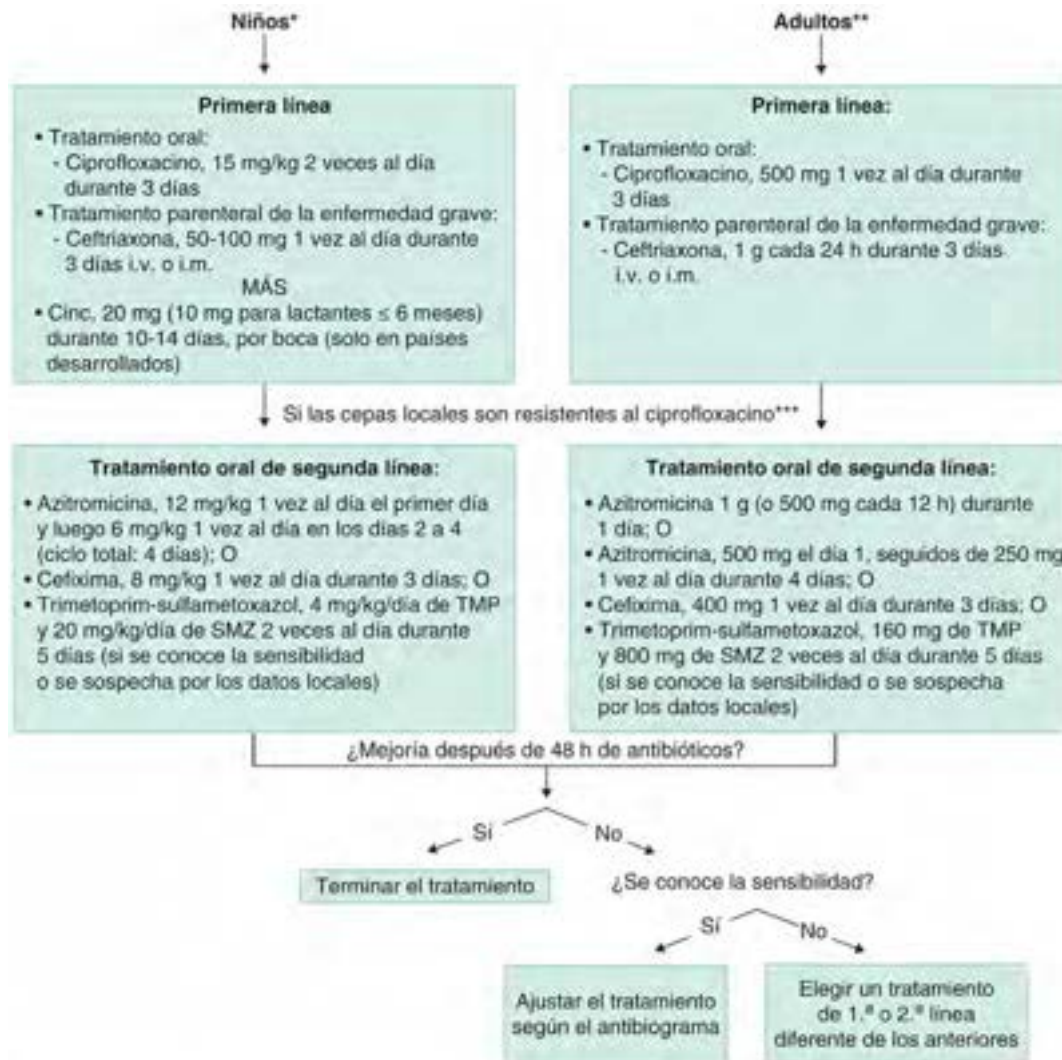 Niños*
Primera línea
• Tratamiento oral:
- Ciprofloxacino, 15 mg/kg 2 veces al día
durante 3 días
• Tratamiento parenteral de la enfermedad grave:
- Ceftriaxona, 50-100 mg 1 vez al día durante
3 días i.v. o i.m.
MÁS
• Cinc, 20 mg (10 mg para lactantes ≤ 6 meses)
durante 10-14 días, por boca (solo en países
desarrollados)
Adultos**
Primera línea:
• Tratamiento oral:
- Ciprofloxacino, 500 mg 1 vez al día durante
3 días
• Tratamiento parenteral de la enfermedad grave:
- Ceftriaxona, 1 g cada 24 h durante 3 días
i.v. o i.m.
Si las cepas locales son resistentes al ciprofloxacino***
Tratamiento oral de segunda línea:
• Azitromicina, 12 mg/kg 1 vez al día el primer día
y luego 6 mg/kg 1 vez al día en los días 2 a 4
(ciclo total: 4 días); O
• Cefixima, 8 mg/kg 1 vez al día durante 3 días; O
• Trimetoprim-sulfametoxazol, 4 mg/kg/día de TMP
y 20 mg/kg/día de SMZ 2 veces al día durante
5 días (si se conoce la sensibilidad
o se sospecha por los datos locales)
Tratamiento oral de segunda línea:
• Azitromicina 1 g (o 500 mg cada 12 h) durante
1 día; O
• Azitromicina, 500 mg el día 1, seguidos de 250 mg
1 vez al día durante 4 días; O
• Cefixima, 400 mg 1 vez al día durante 3 días; O
• Trimetoprim-sulfametoxazol, 160 mg de TMP
y 800 mg de SMZ 2 veces al día durante 5 días
(si se conoce la sensibilidad o se sospecha
por los datos locales)
¿Mejoría después de 48 h de antibióticos?
Sí
No
Terminar el tratamiento
¿Se conoce la sensibilidad?
Sí
No
Ajustar el tratamiento
según el antibiograma
Elegir un tratamiento
de 1.ª o 2.ª línea
diferente de los anteriores